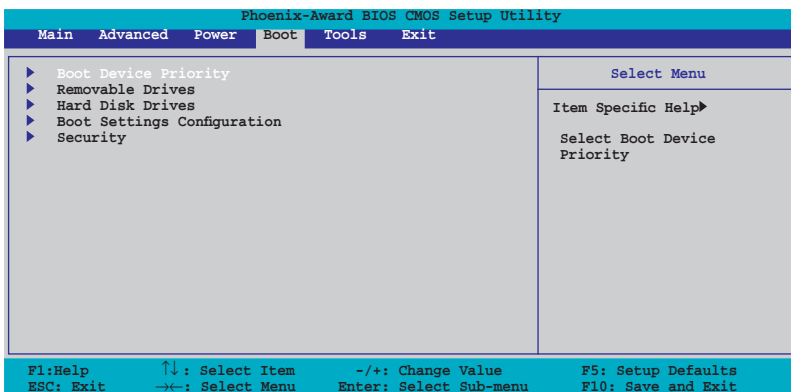 Phoenix-Award BIOS CMOS Setup Utility
Main Advanced Power Boot Tools Exit
Boot Device Priority
Removable Drives
Hard Disk Drives
Boot Settings Configuration
Security
Select Menu
Item Specific Help
Select Boot Device
Priority
F1:Help ↑↓: Select Item -/+: Change Value F5: Setup Defaults
ESC: Exit →←: Select Menu Enter: Select Sub-menu F10: Save and Exit